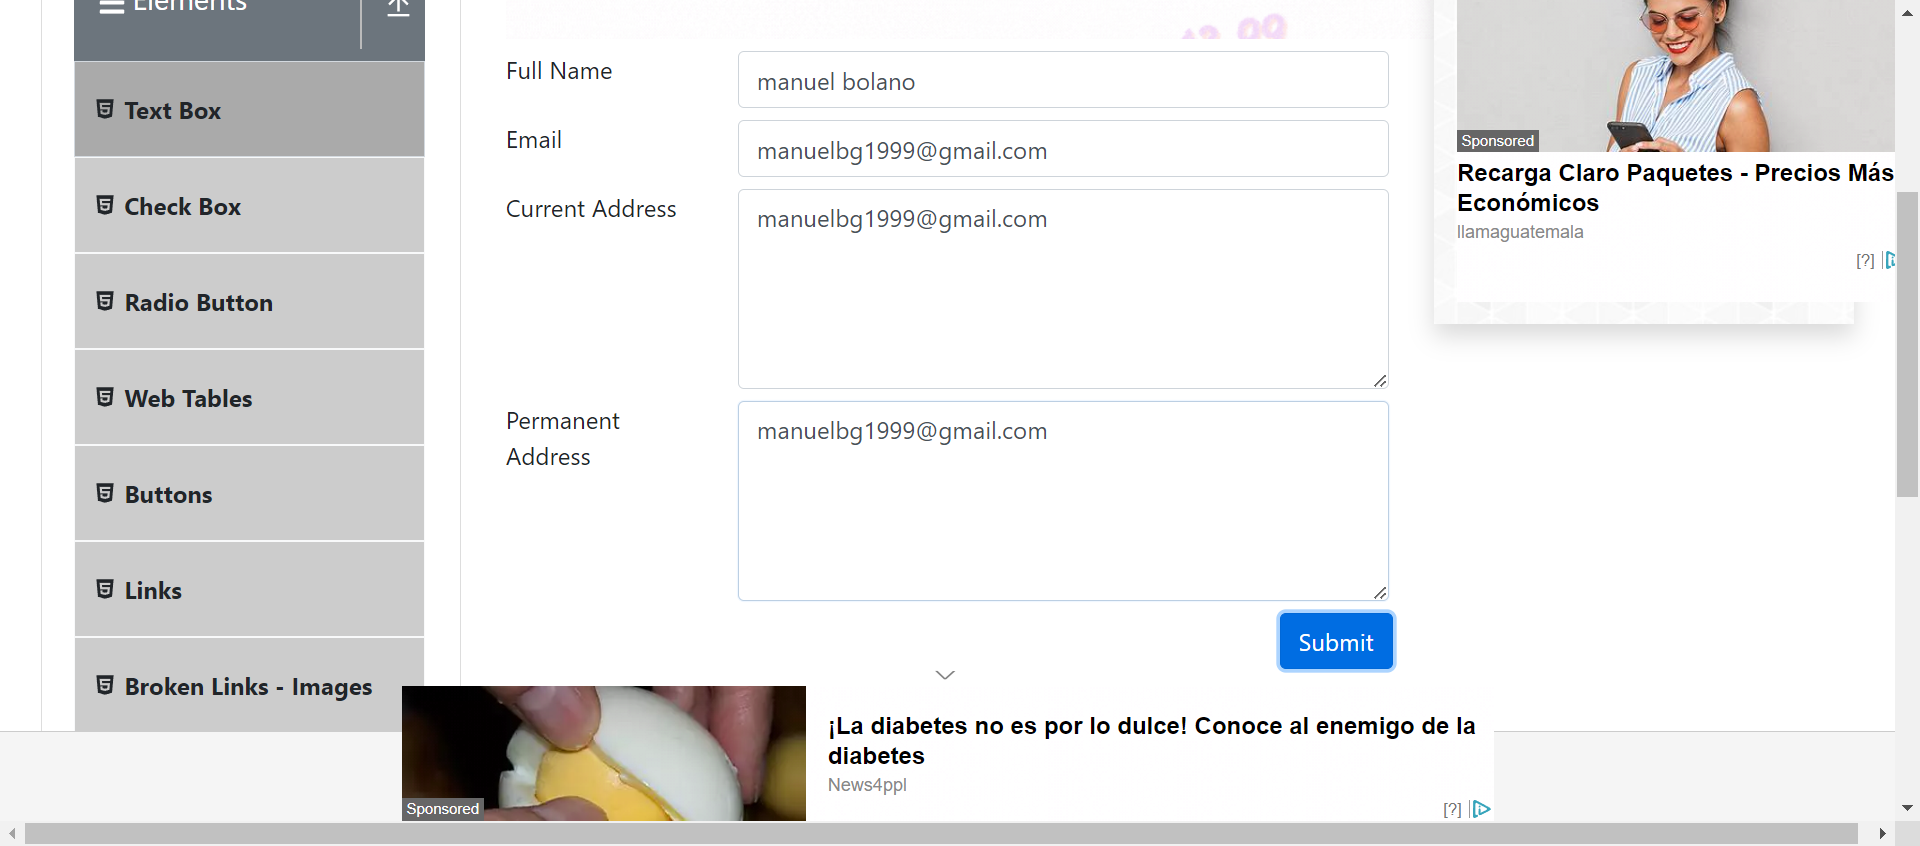 Elements
Text Box
Check Box
Radio Button
Web Tables
Buttons
Links
Broken Links - Images
Full Name
manuel bolano
Email
manuelbg1999@gmail.com
Current Address
manuelbg1999@gmail.com
Permanent
Address
manuelbg1999@gmail.com
Submit
Sponsored
Recarga Claro Paquetes - Precios Más
Económicos
llamaguatemala
[?]
Sponsored
¡La diabetes no es por lo dulce! Conoce al enemigo de la
diabetes
News4ppl
[?]